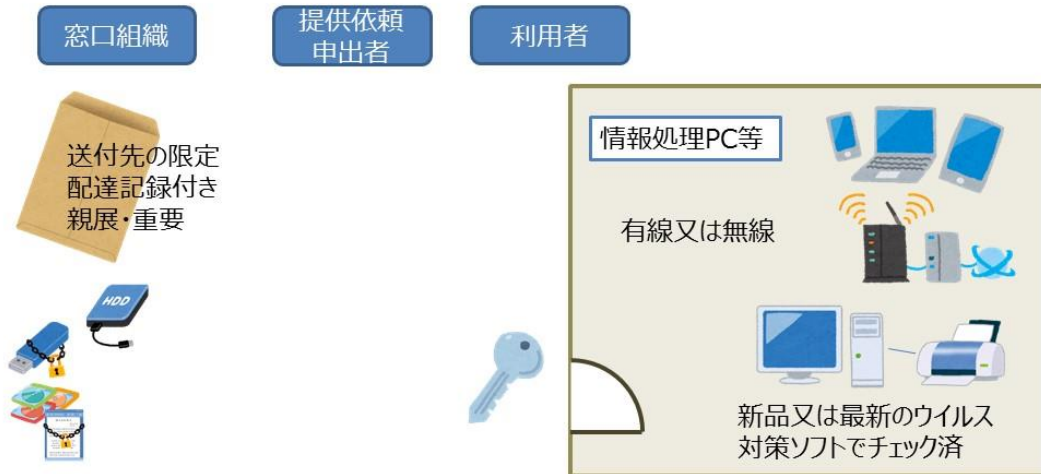 窓口組織
提供依頼
申出者
利用者
送付先の限定
配達記録付き
親展・重要
HDD
情報処理PC等
有線又は無線
新品又は最新のウイルス
対策ソフトでチェック済